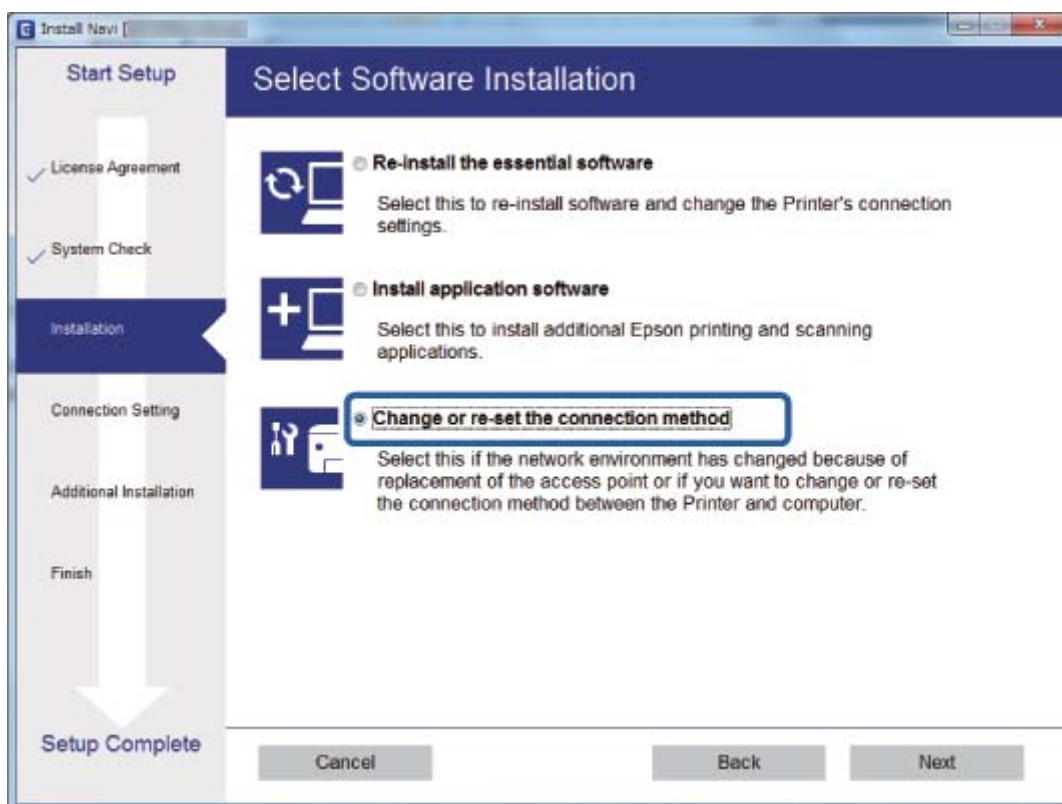 Install Navi [
Start Setup
License Agreement
System Check
Installation
Connection Setting
Additional Installation
Finish
Setup Complete
Select Software Installation
Re-install the essential software
Select this to re-install software and change the Printer's connection
settings.
Install application software
Select this to install additional Epson printing and scanning
applications.
Change or re-set the connection method
Select this if the network environment has changed because of
replacement of the access point or if you want to change or re-set
the connection method between the Printer and computer.
Cancel
Back
Next